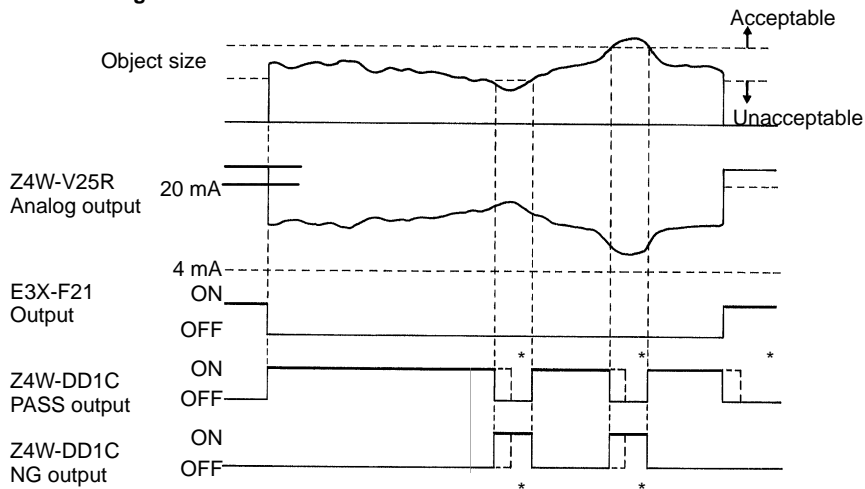 Acceptable
Object size
Unacceptable
Z4W-V25R
Analog output
20 mA
4 mA
E3X-F21
Output
ON
OFF
* * *
Z4W-DD1C
PASS output
ON
OFF
Z4W-DD1C
NG output
ON
OFF
* *